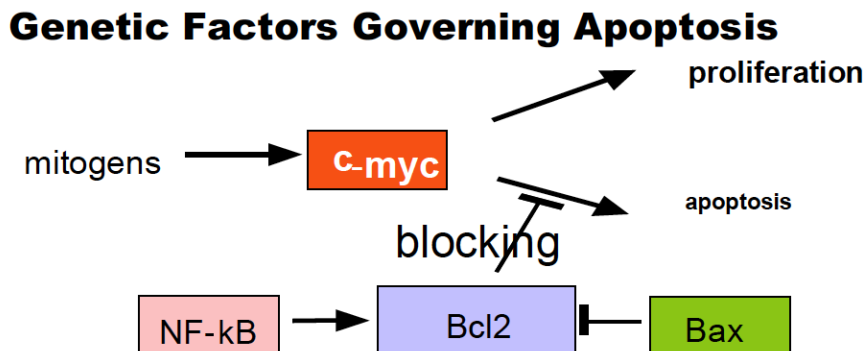 Genetic Factors Governing Apoptosis
proliferation
mitogens
c-myc
apoptosis
blocking
NF-kB
Bcl2
Bax